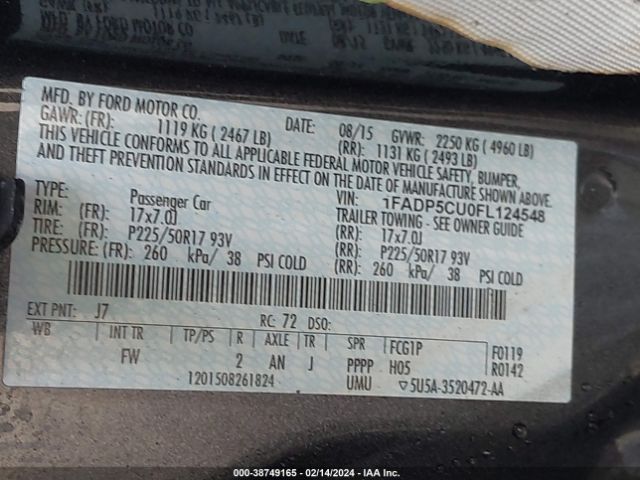 MFD. BY FORD MOTOR CO.
DATE: 08/15 GVWR: 2250 KG ( 4960 LB)
GAWR: (FR): 1119 KG ( 2467 LB) (RR): 1131 KG ( 2493 LB)
THIS VEHICLE CONFORMS TO ALL APPLICABLE FEDERAL MOTOR VEHICLE SAFETY, BUMPER,
AND THEFT PREVENTION STANDARDS IN EFFECT ON THE DATE OF MANUFACTURE SHOWN ABOVE.
VIN: 1FADP5CU0FL124548
TYPE: Passenger Car TRAILER TOWING - SEE OWNER GUIDE
RIM: (FR): 17x7.0J (RR): 17x7.0J
TIRE: (FR): P225/50R17 93V (RR): P225/50R17 93V
PRESSURE: (FR): 260 kPa/ 38 PSI COLD (RR): 260 kPa/ 38 PSI COLD
EXT PNT: J7 RC: 72 DSO:
WB INT TR TP/PS R AXLE TR SPR FCG1P F0119
FW 2 AN J PPPP H05 R0142
1201508261824 UMU ▽5U5A-3520472-AA
000-38749165 - 02/14/2024 - IAA Inc.